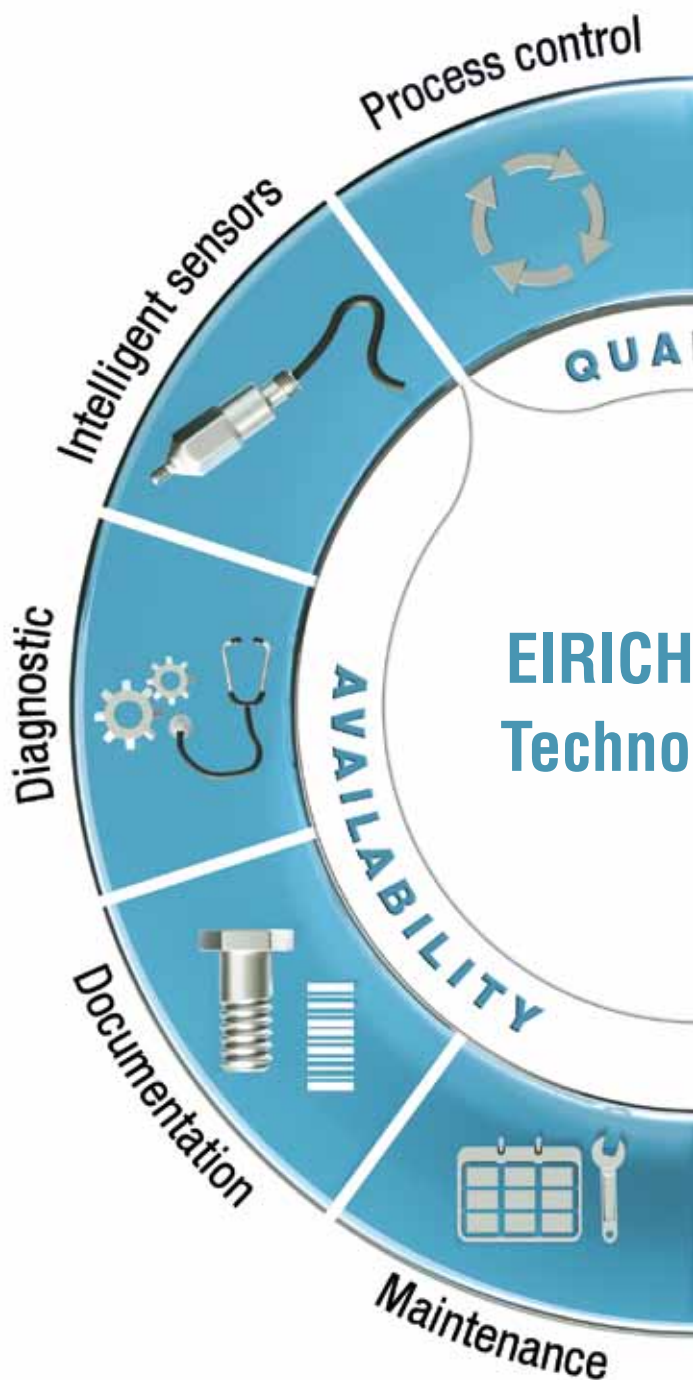 Process control
Intelligent sensors
Diagnostic
Documentation
Maintenance
QUA
AVAILABILITY
EIRICH
Techno